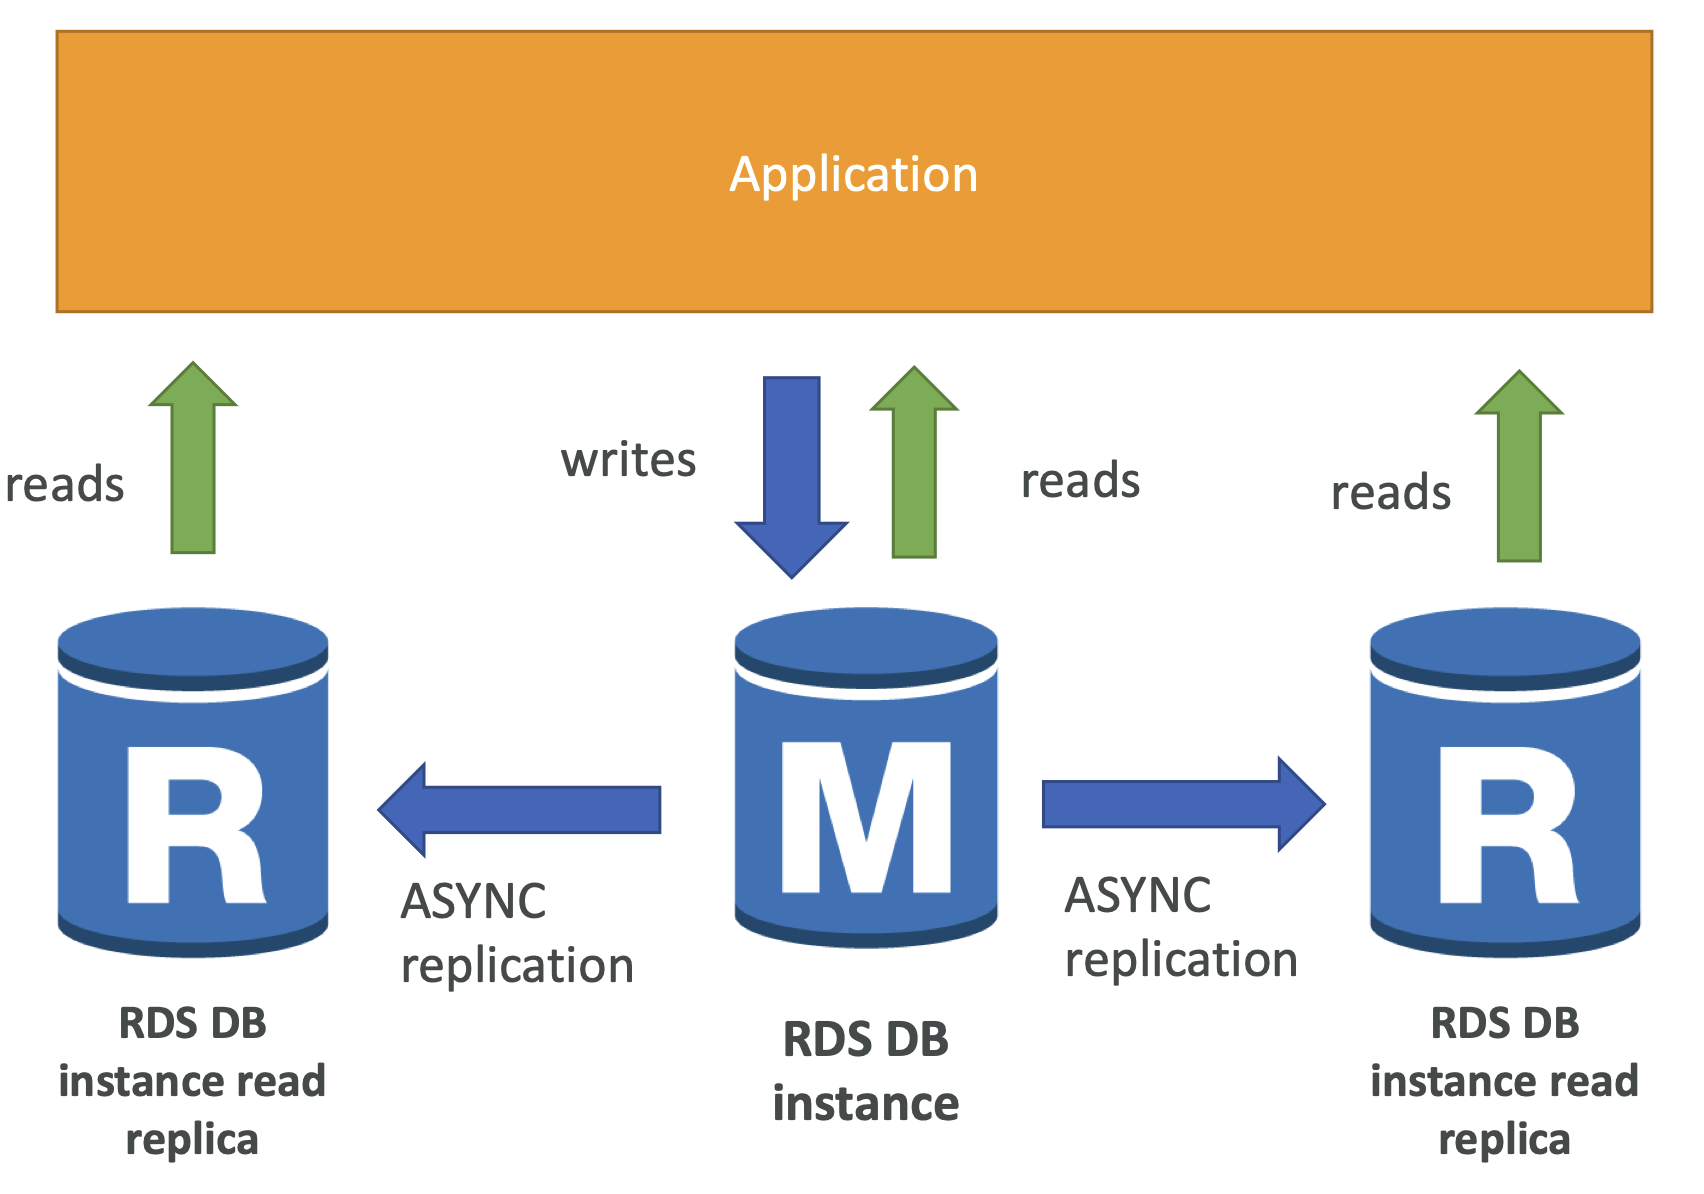 Application
reads
writes
reads
reads
R
M
R
ASYNC
replication
ASYNC
replication
RDS DB
instance read
replica
RDS DB
instance
RDS DB
instance read
replica